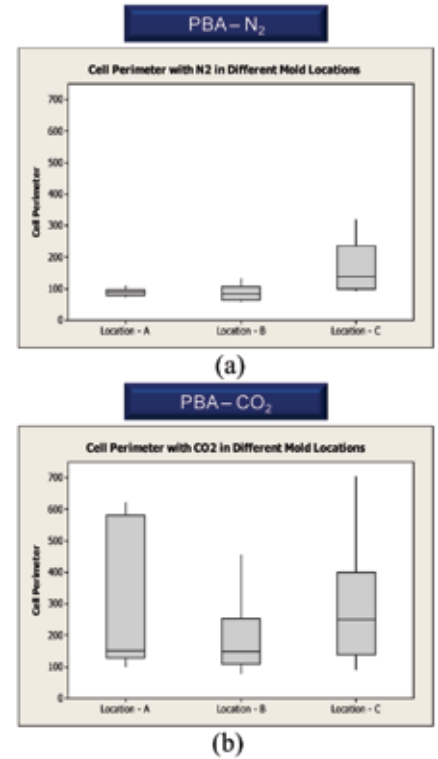 PBA–N₂
Cell Perimeter with N2 in Different Mold Locations
Cell Perimeter
700
600
500
400
300
200
100
0
Location - A
Location - B
Location - C
(a)
PBA–CO₂
Cell Perimeter with CO2 in Different Mold Locations
Cell Perimeter
700
600
500
400
300
200
100
0
Location - A
Location - B
Location - C
(b)